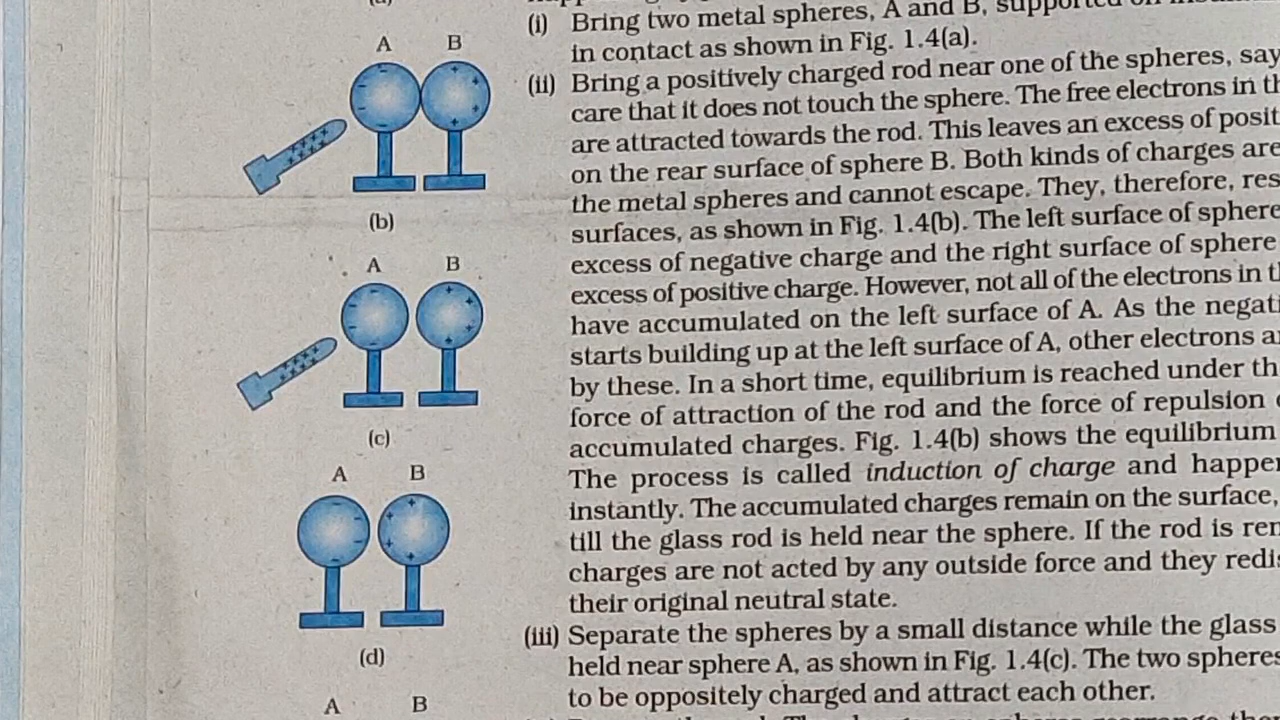 (a)
A B
(b)
A B
(c)
A B
(d)
A B
(i) Bring two metal spheres, A and B, supported on
in contact as shown in Fig. 1.4(a).
(ii) Bring a positively charged rod near one of the spheres, say
care that it does not touch the sphere. The free electrons in
are attracted towards the rod. This leaves an excess of
on the rear surface of sphere B. Both kinds of charges are
the metal spheres and cannot escape. They, therefore,
surfaces, as shown in Fig. 1.4(b). The left surface of sphere
excess of negative charge and the right surface of sphere
excess of positive charge. However, not all of the electrons in
have accumulated on the left surface of A. As the
starts building up at the left surface of A, other electrons
by these. In a short time, equilibrium is reached under
force of attraction of the rod and the force of repulsion
accumulated charges. Fig. 1.4(b) shows the equilibrium
The process is called induction of charge and
instantly. The accumulated charges remain on the surface,
till the glass rod is held near the sphere. If the rod is
charges are not acted by any outside force and they
their original neutral state.
(iii) Separate the spheres by a small distance while the glass
held near sphere A, as shown in Fig. 1.4(c). The two spheres
to be oppositely charged and attract each other.